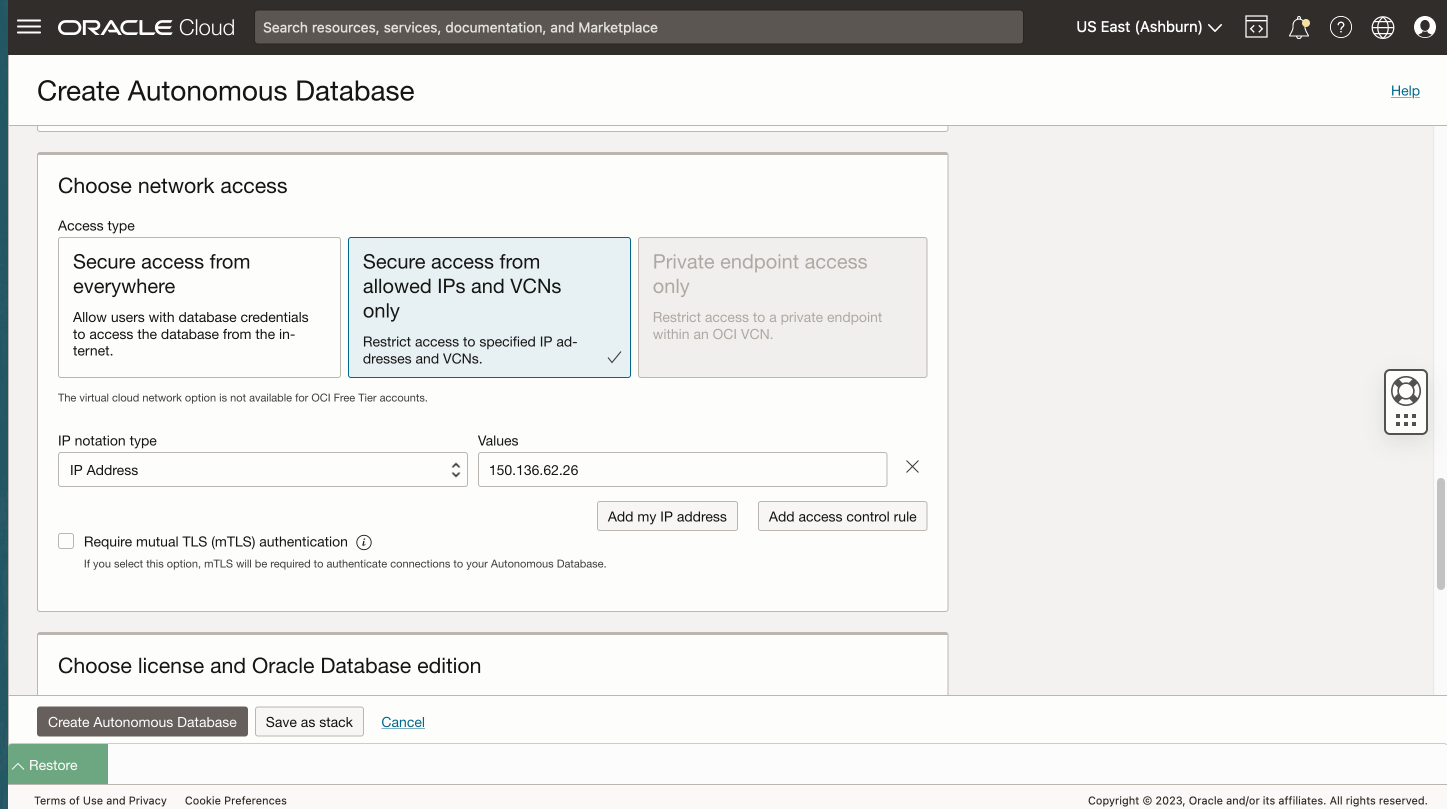 ORACLE Cloud
Search resources, services, documentation, and Marketplace
US East (Ashburn)
Create Autonomous Database
Help
Choose network access
Access type
Secure access from
everywhere
Allow users with database credentials
to access the database from the in-
ternet.
Secure access from
allowed IPs and VCNs
only
Restrict access to specified IP ad-
dresses and VCNs.
Private endpoint access
only
Restrict access to a private endpoint
within an OCI VCN.
The virtual cloud network option is not available for OCI Free Tier accounts.
IP notation type
Values
IP Address
150.136.62.26
Add my IP address
Add access control rule
Require mutual TLS (mTLS) authentication
If you select this option, mTLS will be required to authenticate connections to your Autonomous Database.
Choose license and Oracle Database edition
Create Autonomous Database
Save as stack
Cancel
Restore
Terms of Use and Privacy
Cookie Preferences
Copyright © 2023, Oracle and/or its affiliates. All rights reserved.